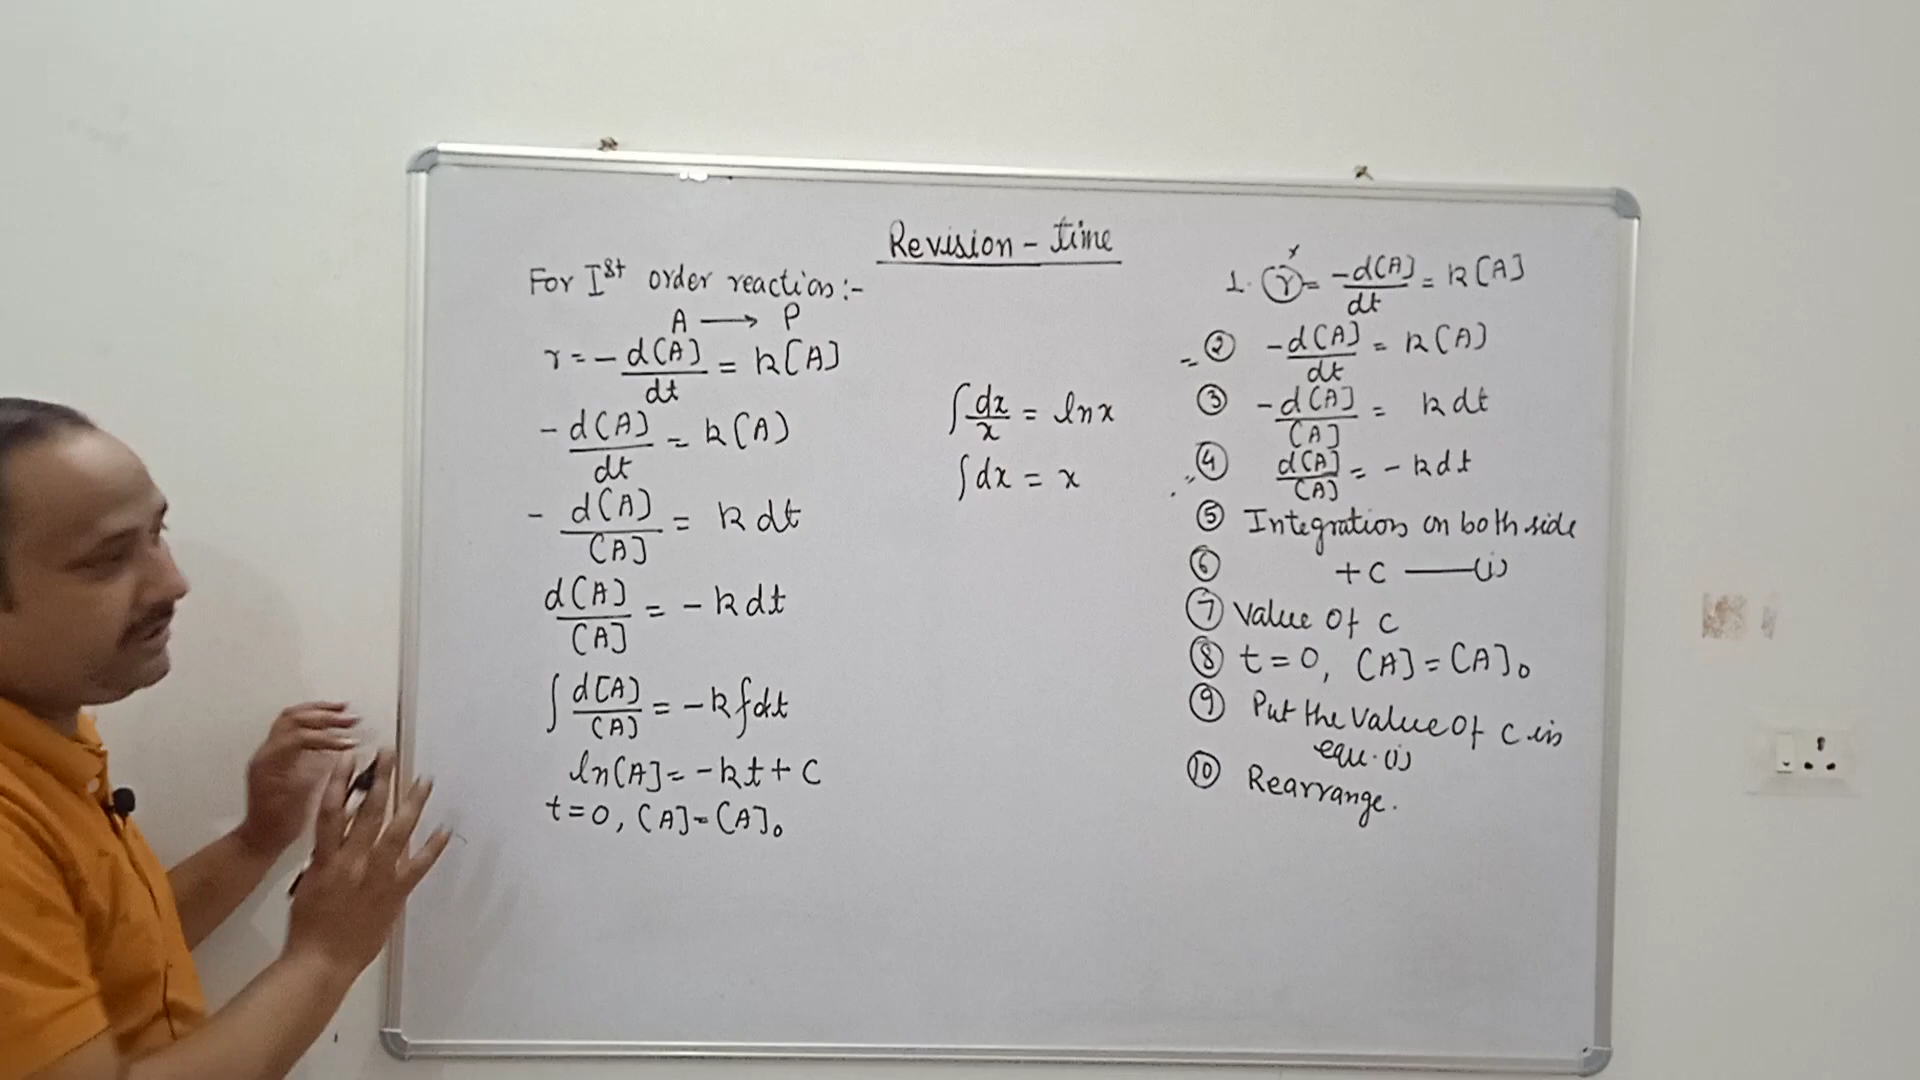 Revision - time
For Ist order reaction:-
A ⟶ P
r = - d[A]/dt = k[A]
- d[A]/dt = k[A]
- d[A]/[A] = k dt
d[A]/[A] = - k dt
∫ d[A]/[A] = - k ∫ dt
ln[A] = - kt + C
t = 0, [A] = [A]₀
∫ dx/x = ln x
∫ dx = x
1. r = -d[A]/dt = k[A]
② -d[A]/dt = k[A]
③ -d[A]/[A] = k dt
④ d[A]/[A] = - k dt
⑤ Integration on both side
⑥ + C —(i)
⑦ Value of C
⑧ t = 0, [A] = [A]₀
⑨ Put the value of C in
equ. (i)
⑩ Rearrange.